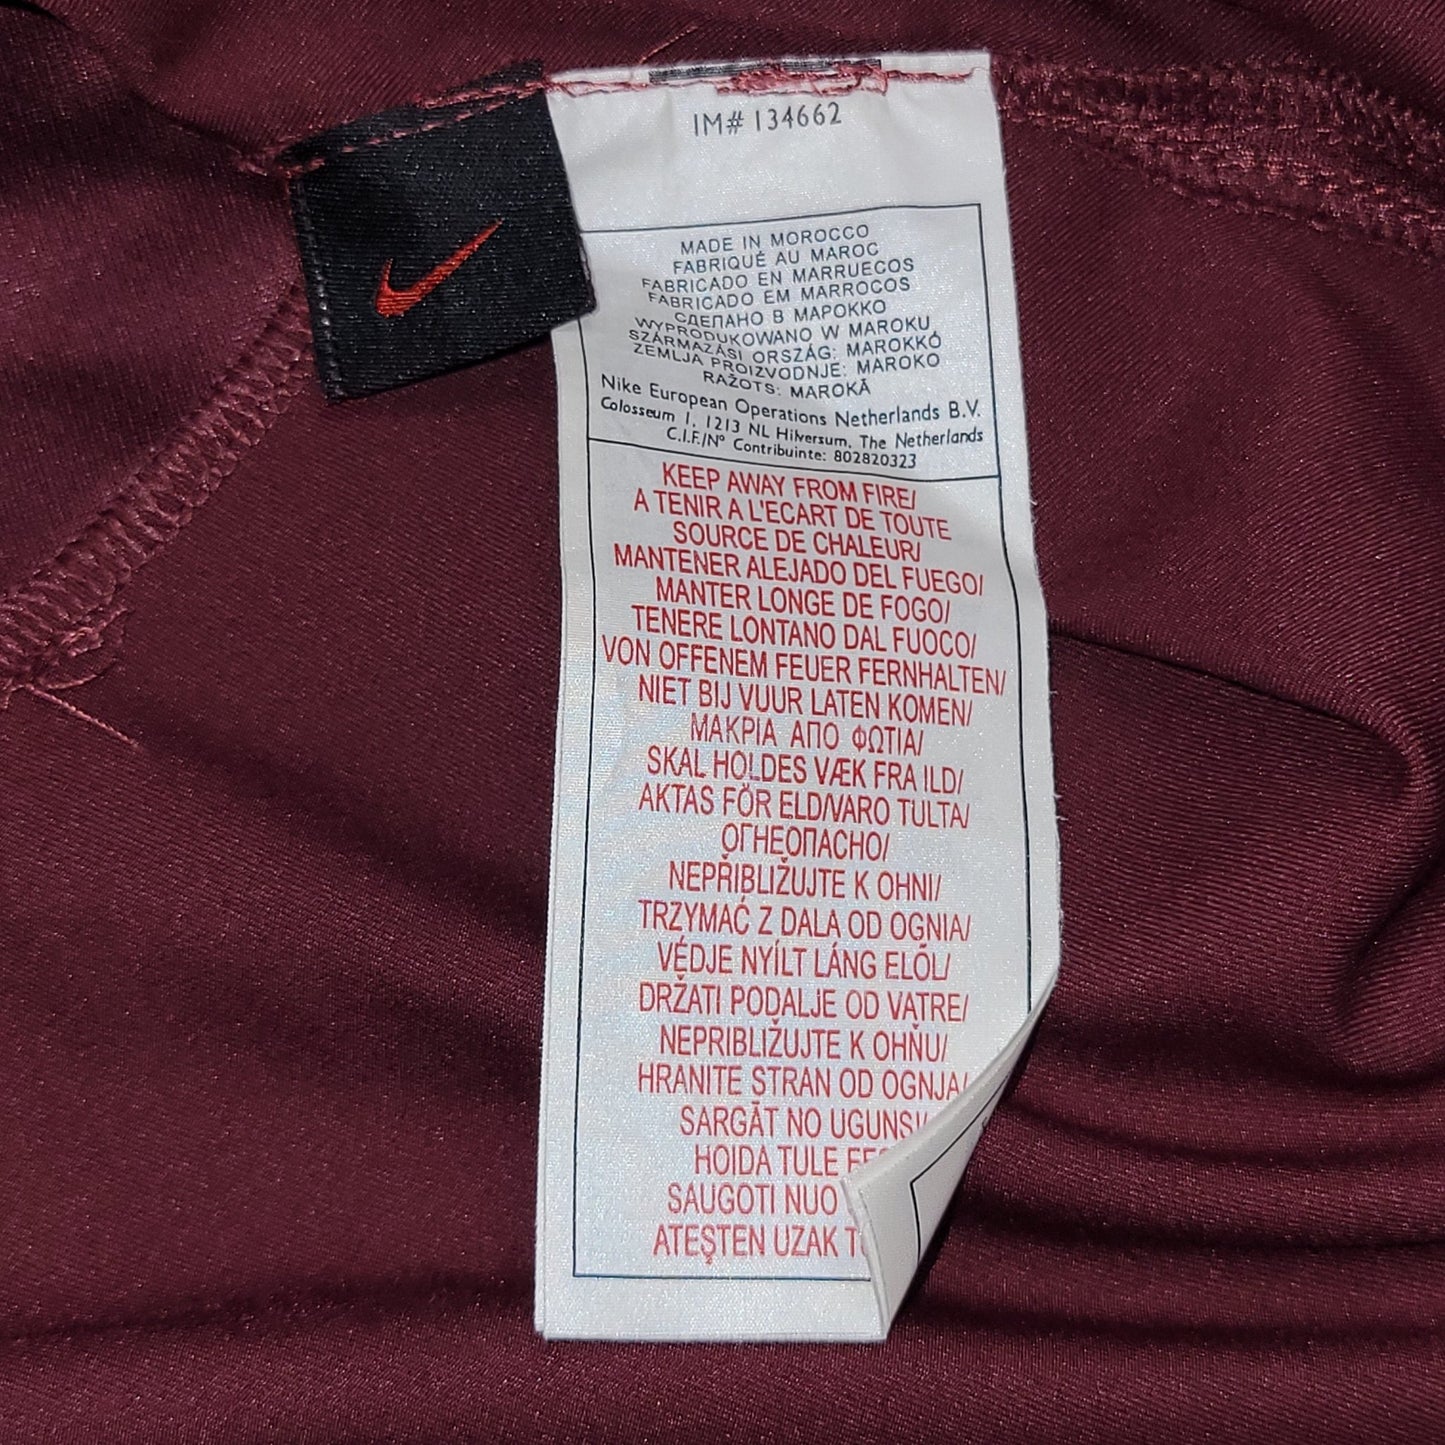 IM# 134662
MADE IN MOROCCO
FABRIQUÉ AU MAROC
FABRICADO EN MARRUECOS
FABRICADO EM MARROCOS
СДЕЛАНО В МАРОККО
WYPRODUKOWANO W MAROKU
SZÁRMAZÁSI ORSZÁG: MAROKKÓ
ZEMLJA PROIZVODNJE: MAROKO
RAŽOTS: MAROKĀ
Nike European Operations Netherlands B.V.
Colosseum 1, 1213 NL Hilversum, The Netherlands
C.I.F./Nº Contribuinte: 802820323
KEEP AWAY FROM FIRE/
A TENIR A L'ECART DE TOUTE
SOURCE DE CHALEUR/
MANTENER ALEJADO DEL FUEGO/
MANTER LONGE DE FOGO/
TENERE LONTANO DAL FUOCO/
VON OFFENEM FEUER FERNHALTEN/
NIET BIJ VUUR LATEN KOMEN/
ΜΑΚΡΙΑ ΑΠΟ ΦΩΤΙΑ/
SKAL HOLDES VÆK FRA ILD/
AKTAS FÖR ELD/VARO TULTA/
ОГНЕОПАСНО/
NEPŘIBLIŽUJTE K OHNI/
TRZYMAĆ Z DALA OD OGNIA/
VÉDJE NYÍLT LÁNG ELŐL/
DRŽATI PODALJE OD VATRE/
NEPRIBLIŽUJTE K OHŇU/
HRANITE STRAN OD OGNJA/
SARGĀT NO UGUNS/
HOIDA TULE
SAUGOTI NUO
ATEŞTEN UZAK